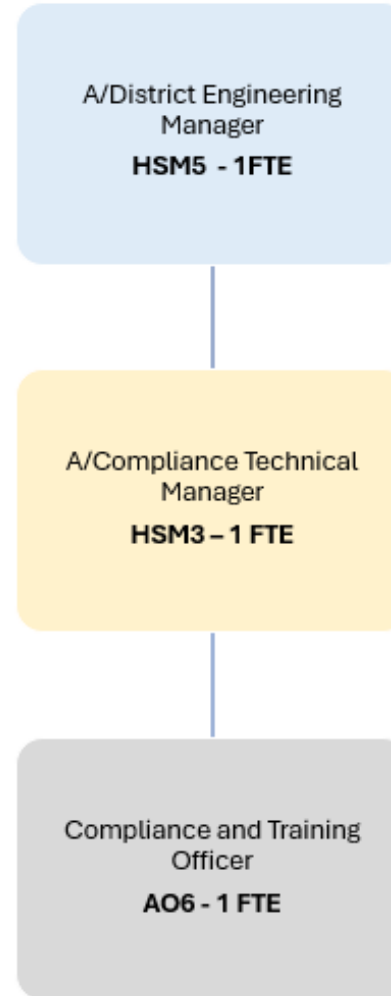 A/District Engineering
Manager
HSM5  - 1FTE
A/Compliance Technical
Manager
HSM3 – 1 FTE
Compliance and Training
Officer
AO6 - 1 FTE